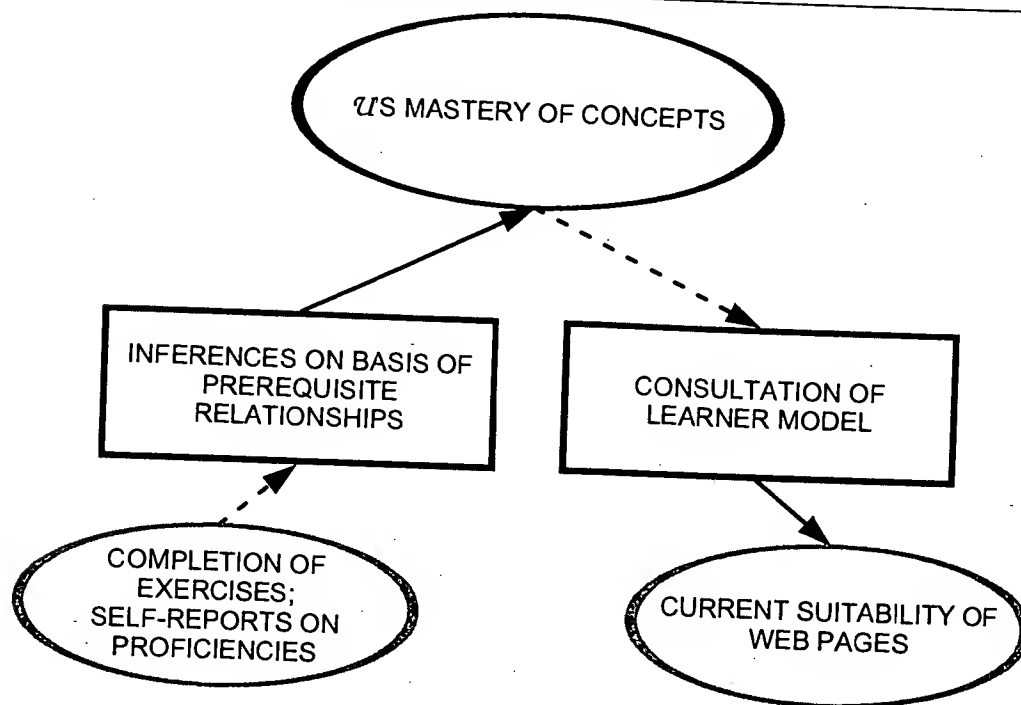 𝒰'S MASTERY OF CONCEPTS
INFERENCES ON BASIS OF
PREREQUISITE
RELATIONSHIPS
CONSULTATION OF
LEARNER MODEL
COMPLETION OF
EXERCISES;
SELF-REPORTS ON
PROFICIENCIES
CURRENT SUITABILITY OF
WEB PAGES